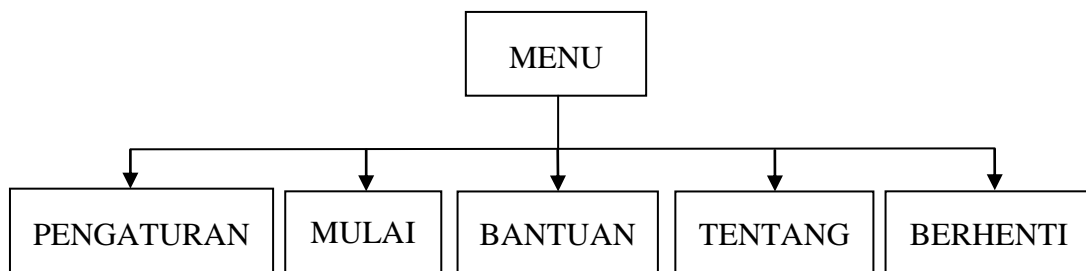 MENU
PENGATURAN
MULAI
BANTUAN
TENTANG
BERHENTI